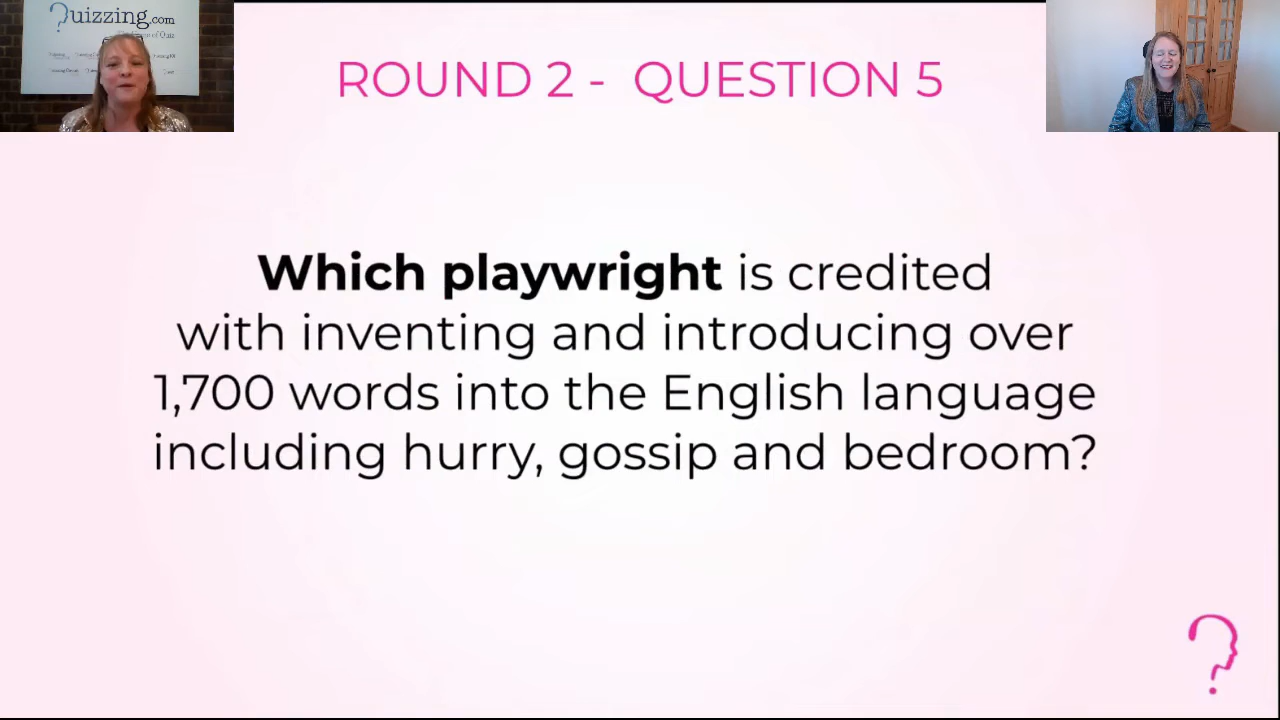 Quizzing.com
ROUND 2 - QUESTION 5
Which playwright is credited
with inventing and introducing over
1,700 words into the English language
including hurry, gossip and bedroom?